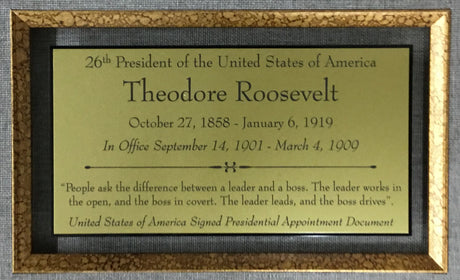 26th President of the United States of America
Theodore Roosevelt
October 27, 1858 - January 6, 1919
In Office September 14, 1901 - March 4, 1909
"People ask the difference between a leader and a boss. The leader works in
the open, and the boss in covert. The leader leads, and the boss drives".
United States of America Signed Presidential Appointment Document